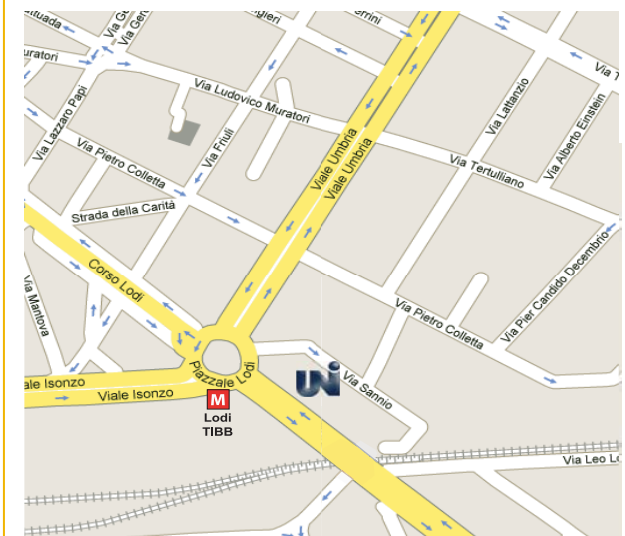 Via Ludovico Muratori
Via Lazzaro Papi
Via Friuli
Via Pietro Colletta
Strada della Carità
Viale Umbria
Viale Umbria
Via Lattanzio
Via Alberto Einstein
Via Tertulliano
Corso Lodi
Via Mantova
Via Pier Candido Decembrio
Via Pietro Colletta
Piazzale Lodi
Viale Isonzo
UNI
Via Sannio
M
Lodi
TIBB
Via Leo